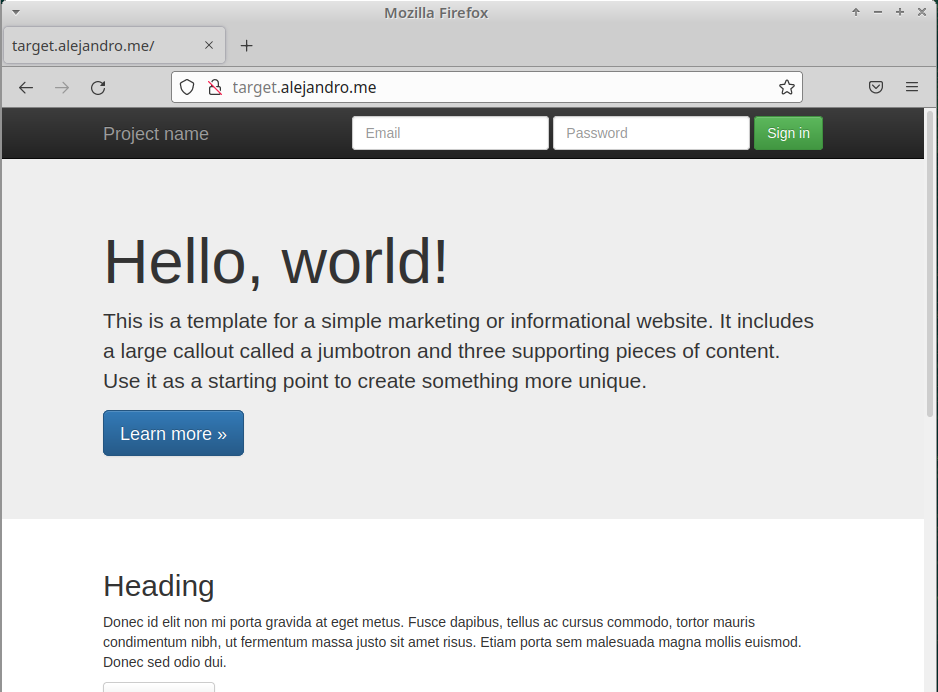 Mozilla Firefox
target.alejandro.me/
target.alejandro.me
Project name
Email
Password
Sign in
Hello, world!
This is a template for a simple marketing or informational website. It includes
a large callout called a jumbotron and three supporting pieces of content.
Use it as a starting point to create something more unique.
Learn more »
Heading
Donec id elit non mi porta gravida at eget metus. Fusce dapibus, tellus ac cursus commodo, tortor mauris
condimentum nibh, ut fermentum massa justo sit amet risus. Etiam porta sem malesuada magna mollis euismod.
Donec sed odio dui.